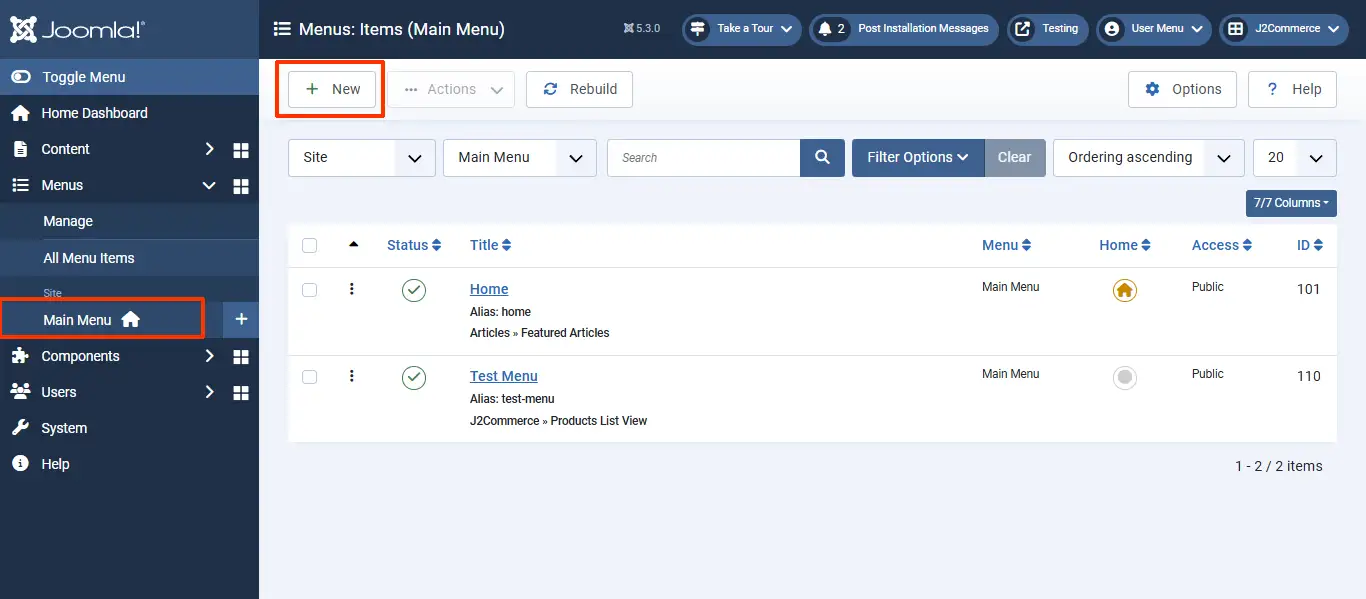 Joomla!
Menus: Items (Main Menu)
5.3.0
Take a Tour
2 Post Installation Messages
Testing
User Menu
J2Commerce
Toggle Menu
Home Dashboard
Content
Menus
Manage
All Menu Items
Site
Main Menu
Components
Users
System
Help
New
Actions
Rebuild
Options
? Help
Site
Main Menu
Search
Filter Options
Clear
Ordering ascending
20
7/7 Columns
Status Title Menu Home Access ID
Home Main Menu Public 101
Alias: home
Articles » Featured Articles
Test Menu Main Menu Public 110
Alias: test-menu
J2Commerce » Products List View
1 - 2 / 2 items